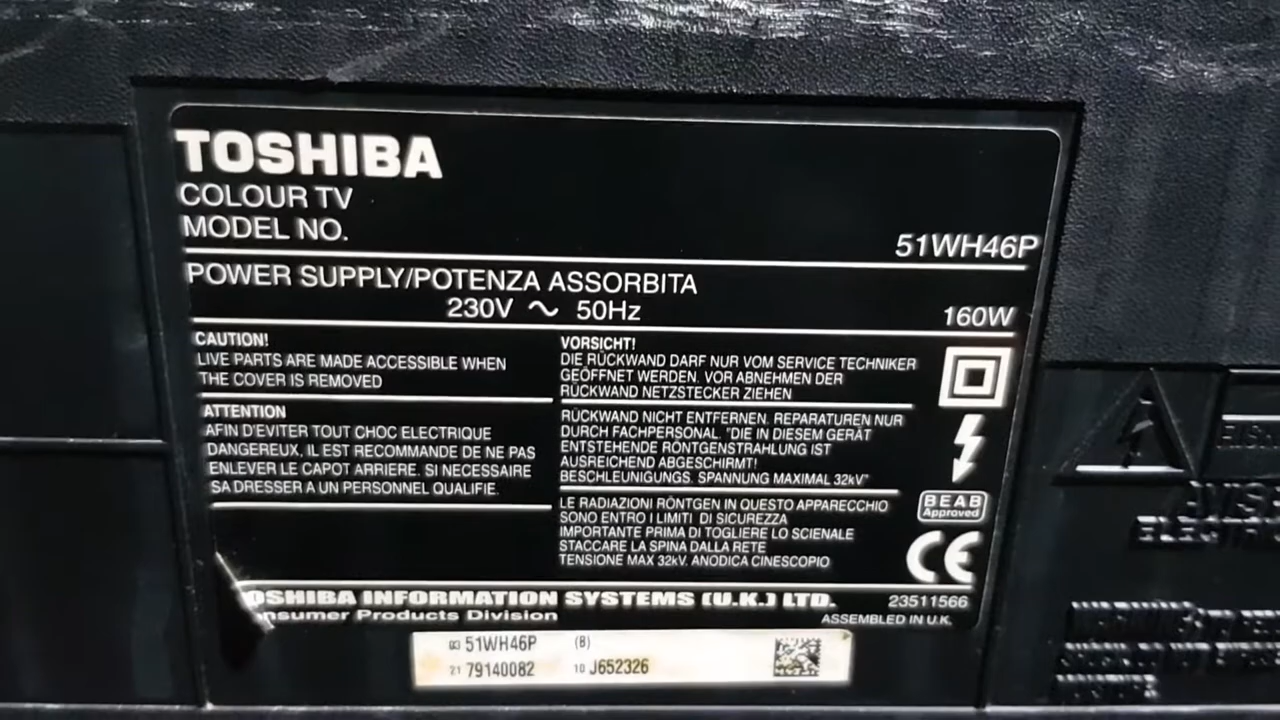 TOSHIBA
COLOUR TV
MODEL NO.
51WH46P
POWER SUPPLY/POTENZA ASSORBITA
230V ~ 50Hz
160W
CAUTION!
LIVE PARTS ARE MADE ACCESSIBLE WHEN
THE COVER IS REMOVED
ATTENTION
AFIN D'EVITER TOUT CHOC ELECTRIQUE
DANGEREUX, IL EST RECOMMANDE DE NE PAS
ENLEVER LE CAPOT ARRIERE. SI NECESSAIRE
SA DRESSER A UN PERSONNEL QUALIFIE.
VORSICHT!
DIE RÜCKWAND DARF NUR VOM SERVICE TECHNIKER
GEÖFFNET WERDEN. VOR ABNEHMEN DER
RÜCKWAND NETZSTECKER ZIEHEN
RÜCKWAND NICHT ENTFERNEN. REPARATUREN NUR
DURCH FACHPERSONAL. "DIE IN DIESEM GERÄT
ENTSTEHENDE RÖNTGENSTRAHLUNG IST
AUSREICHEND ABGESCHIRMT!
BESCHLEUNIGUNGS. SPANNUNG MAXIMAL 32kV"
LE RADIAZIONI RÖNTGEN IN QUESTO APPARECCHIO
SONO ENTRO I LIMITI DI SICUREZZA
IMPORTANTE PRIMA DI TOGLIERE LO SCIENALE
STACCARE LA SPINA DALLA RETE
TENSIONE MAX 32kV. ANODICA CINESCOPIO
BEAB
Approved
CE
OSHIBA INFORMATION SYSTEMS (U.K.) LTD.
23511566
nsumer Products Division
ASSEMBLED IN U.K.
03 51WH46P (B)
21 79140082 10 J652326